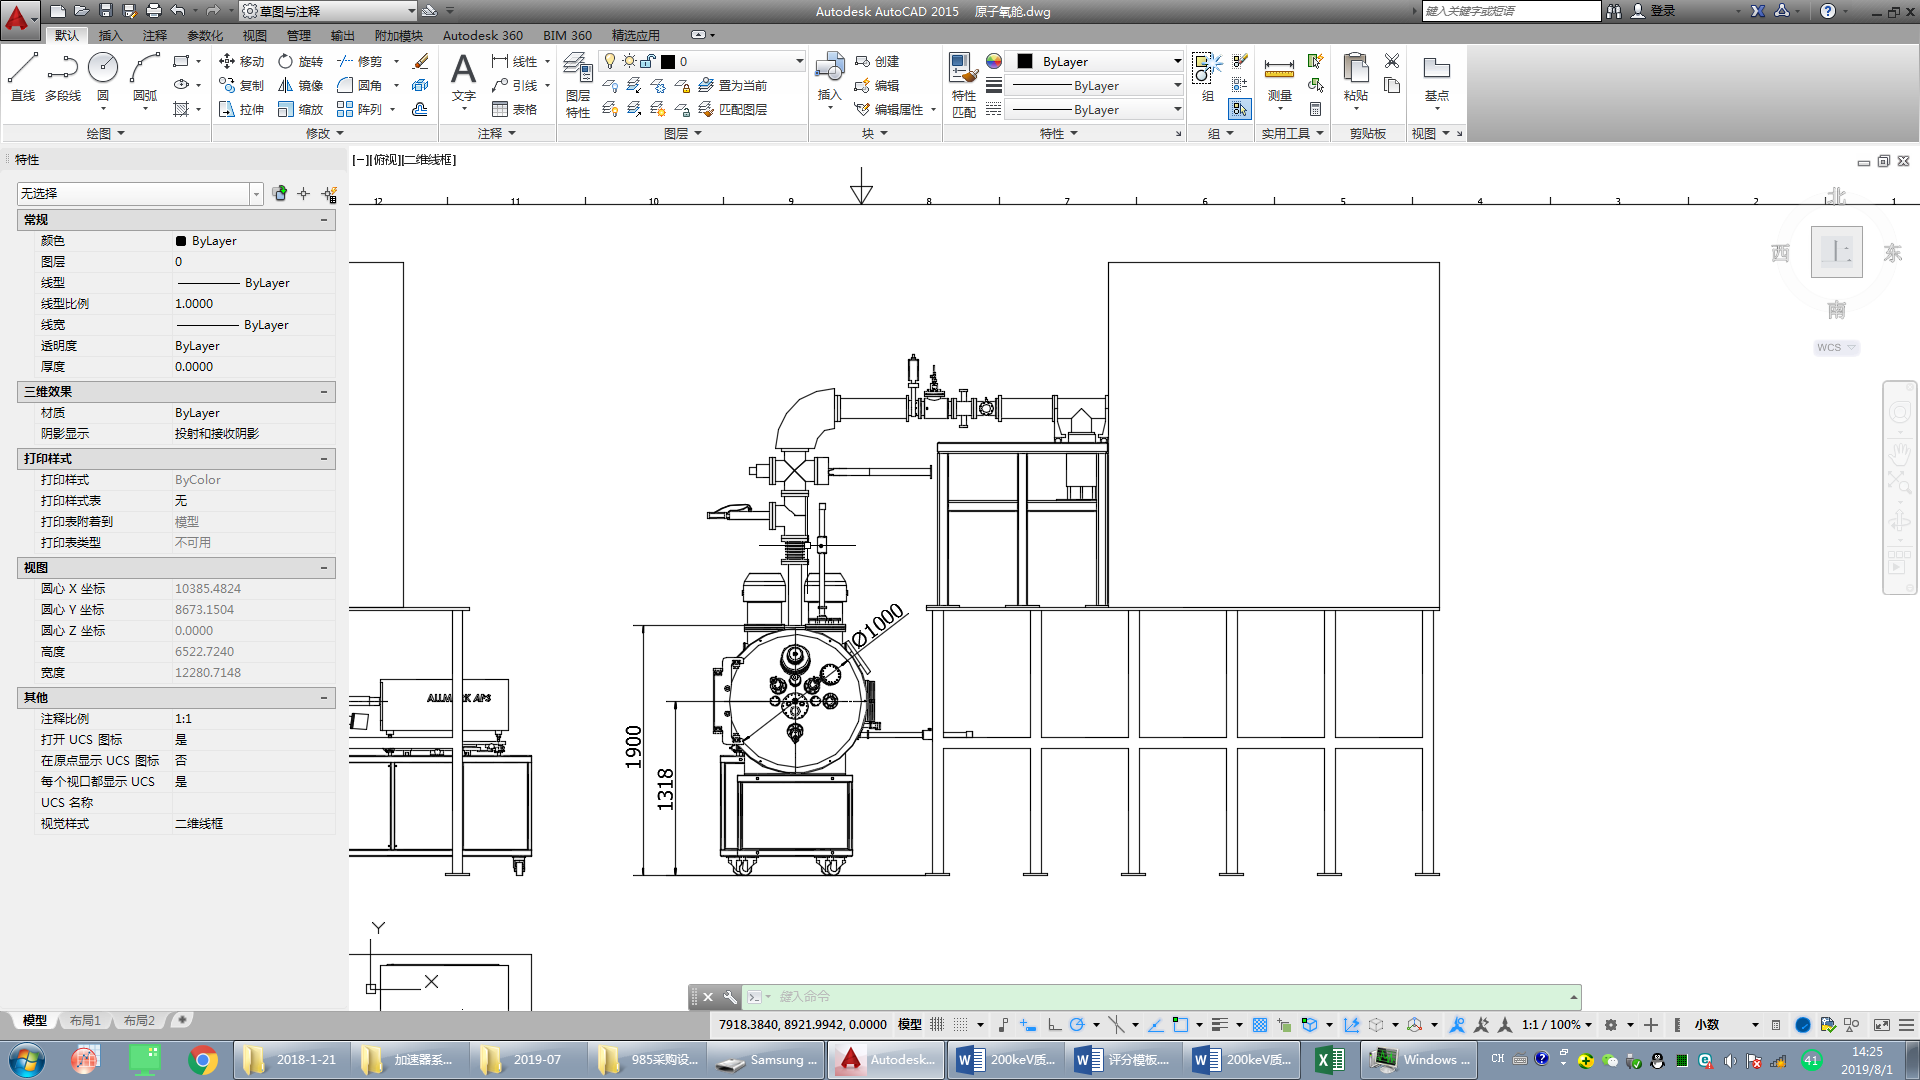 Autodesk AutoCAD 2015 原子氧舱.dwg
草图与注释
键入关键字或短语
登录
默认 插入 注释 参数化 视图 管理 输出 附加模块 Autodesk 360 BIM 360 精选应用
直线 多段线 圆 圆弧
移动 旋转 修剪
复制 镜像 圆角
拉伸 缩放 阵列
文字 线性 引线 表格
图层特性 0
置为当前
匹配图层
插入 创建 编辑 编辑属性
特性匹配 ByLayer
ByLayer
ByLayer
组 测量 粘贴 基点
绘图 修改 注释 图层 块 特性 组 实用工具 剪贴板 视图
特性
无选择
常规
颜色 ByLayer
图层 0
线型 ByLayer
线型比例 1.0000
线宽 ByLayer
透明度 ByLayer
厚度 0.0000
三维效果
材质 ByLayer
阴影显示 投射和接收阴影
打印样式
打印样式 ByColor
打印样式表 无
打印表附着到 模型
打印表类型 不可用
视图
圆心 X 坐标 10385.4824
圆心 Y 坐标 8673.1504
圆心 Z 坐标 0.0000
高度 6522.7240
宽度 12280.7148
其他
注释比例 1:1
打开 UCS 图标 是
在原点显示 UCS 图标 否
每个视口都显示 UCS 是
UCS 名称
视觉样式 二维线框
[−][俯视][二维线框]
12 11 10 9 8 7 6 5 4 3 2 1
北
西 东
南
WCS
Ø1000
1900
1318
Y
X
键入命令
模型 布局1 布局2
7918.3840, 8921.9942, 0.0000 模型
1:1 / 100%
小数
2018-1-21
加速器系...
2019-07
985采购设...
Samsung ...
Autodesk...
200keV质...
评分模板....
200keV质...
Windows ...
CH
41
14:25
2019/8/1